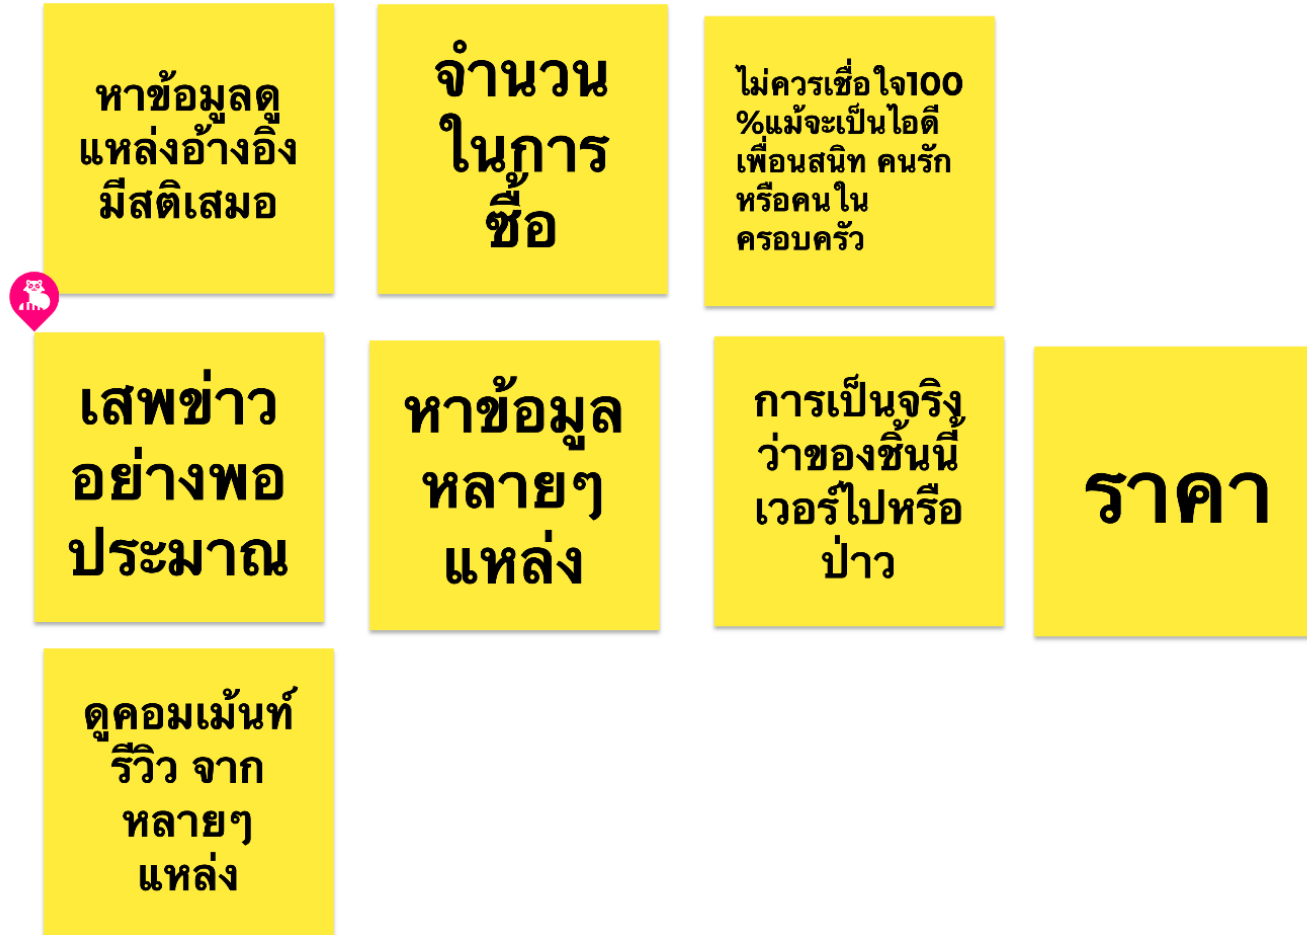 หาข้อมูลดู
แหล่งอ้างอิง
มีสติเสมอ
จำนวน
ในการ
ซื้อ
ไม่ควรเชื่อใจ100
%แม้จะเป็นไอดี
เพื่อนสนิท คนรัก
หรือคนใน
ครอบครัว
เสพข่าว
อย่างพอ
ประมาณ
หาข้อมูล
หลายๆ
แหล่ง
การเป็นจริง
ว่าของชิ้นนี้
เวอร์ไปหรือ
ป่าว
ราคา
ดูคอมเม้นท์
รีวิว จาก
หลายๆ
แหล่ง